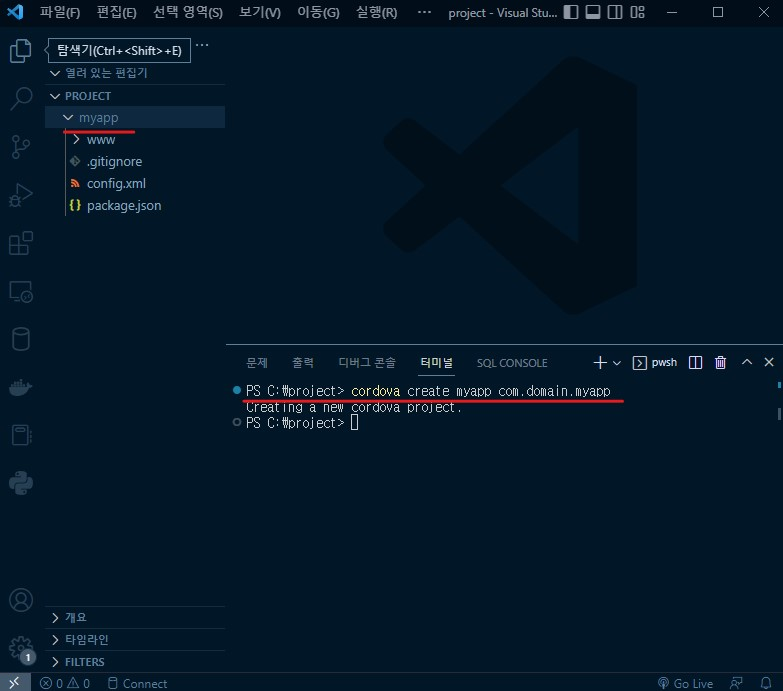 파일(F) 편집(E) 선택 영역(S) 보기(V) 이동(G) 실행(R) ··· project - Visual Stu...
탐색기(Ctrl+<Shift>+E) ···
열려 있는 편집기
PROJECT
myapp
www
.gitignore
config.xml
package.json
문제 출력 디버그 콘솔 터미널 SQL CONSOLE pwsh
PS C:\project> cordova create myapp com.domain.myapp
Creating a new cordova project.
PS C:\project>
개요
타임라인
1
FILTERS
0 0 Connect Go Live